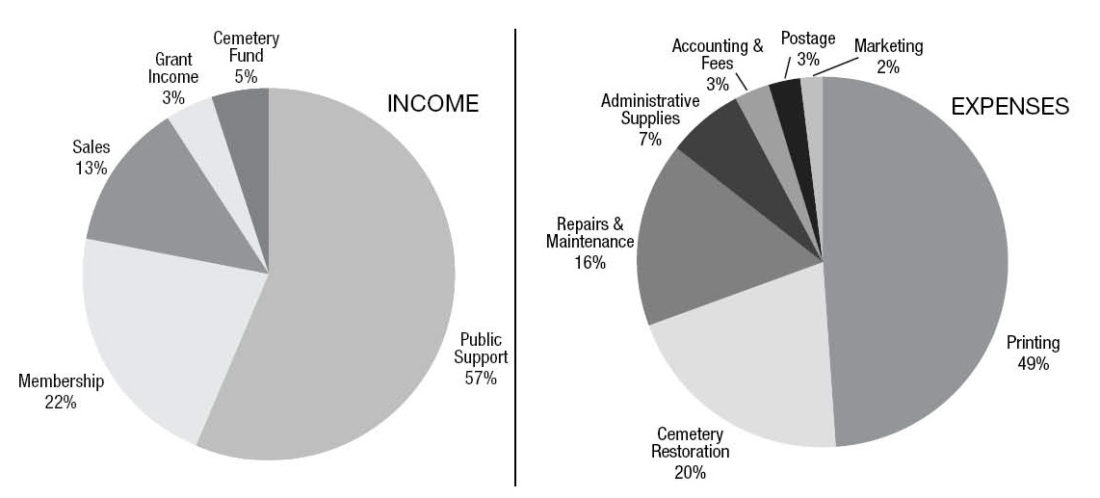 INCOME
Cemetery
Fund
5%
Grant
Income
3%
Sales
13%
Membership
22%
Public
Support
57%
EXPENSES
Accounting &
Fees
3%
Postage
3%
Marketing
2%
Administrative
Supplies
7%
Repairs &
Maintenance
16%
Cemetery
Restoration
20%
Printing
49%